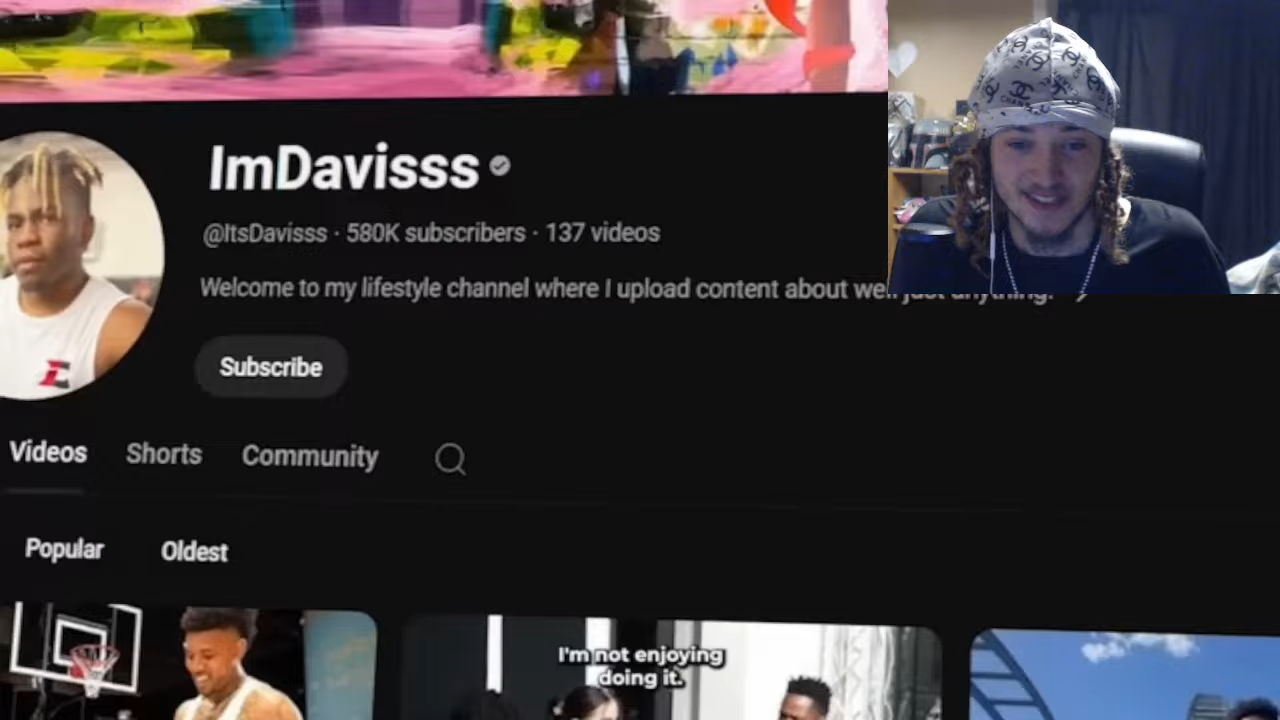 ImDavisss
@ItsDavisss · 580K subscribers · 137 videos
Welcome to my lifestyle channel where I upload content about well just anything.
Subscribe
Videos Shorts Community
Popular Oldest
I'm not enjoying
doing it.